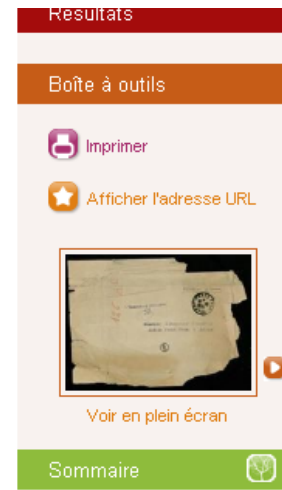 Résultats
Boîte à outils
Imprimer
Afficher l'adresse URL
Voir en plein écran
Sommaire